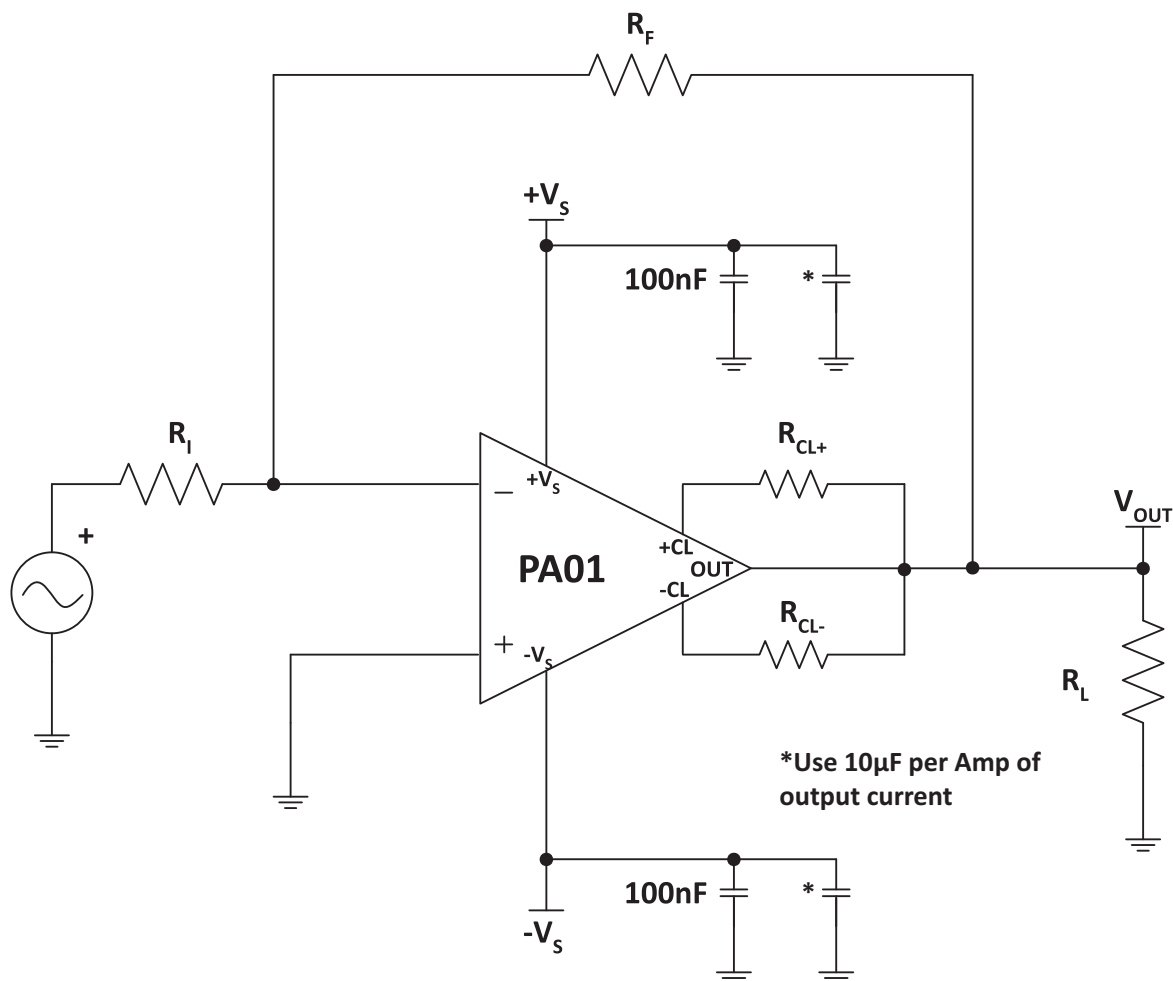 R_F
+V_S
100nF *
R_I
R_CL+
−
+V_S
+
V_OUT
+CL
PA01
OUT
-CL
R_CL-
+
-V_S
R_L
*Use 10µF per Amp of
output current
100nF *
-V_S